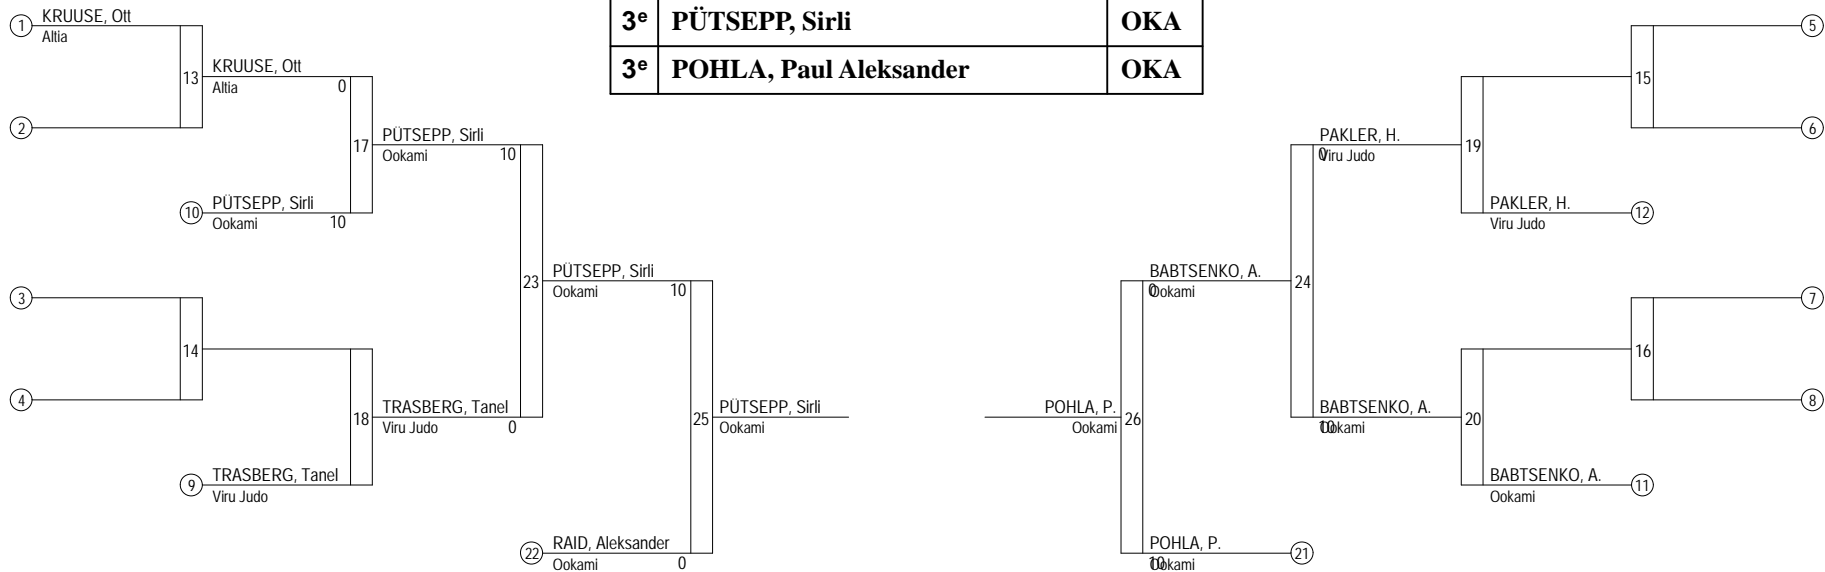 3e PÜTSEPP, Sirli OKA
3e POHLA, Paul Aleksander OKA
1 KRUUSE, Ott
Altia
2
13 KRUUSE, Ott
Altia 0
10 PÜTSEPP, Sirli
Ookami 10
17 PÜTSEPP, Sirli
Ookami 10
3
4
14
9 TRASBERG, Tanel
Viru Judo
18 TRASBERG, Tanel
Viru Judo 0
23 PÜTSEPP, Sirli
Ookami 10
22 RAID, Aleksander
Ookami 0
25 PÜTSEPP, Sirli
Ookami
5
6
15
PAKLER, H. 12
Viru Judo
PAKLER, H. 19
0 Viru Judo
7
8
16
BABTSENKO, A. 11
Ookami
BABTSENKO, A. 20
10 Ookami
BABTSENKO, A. 24
0 Ookami
POHLA, P. 21
10 Ookami
POHLA, P. 26
Ookami